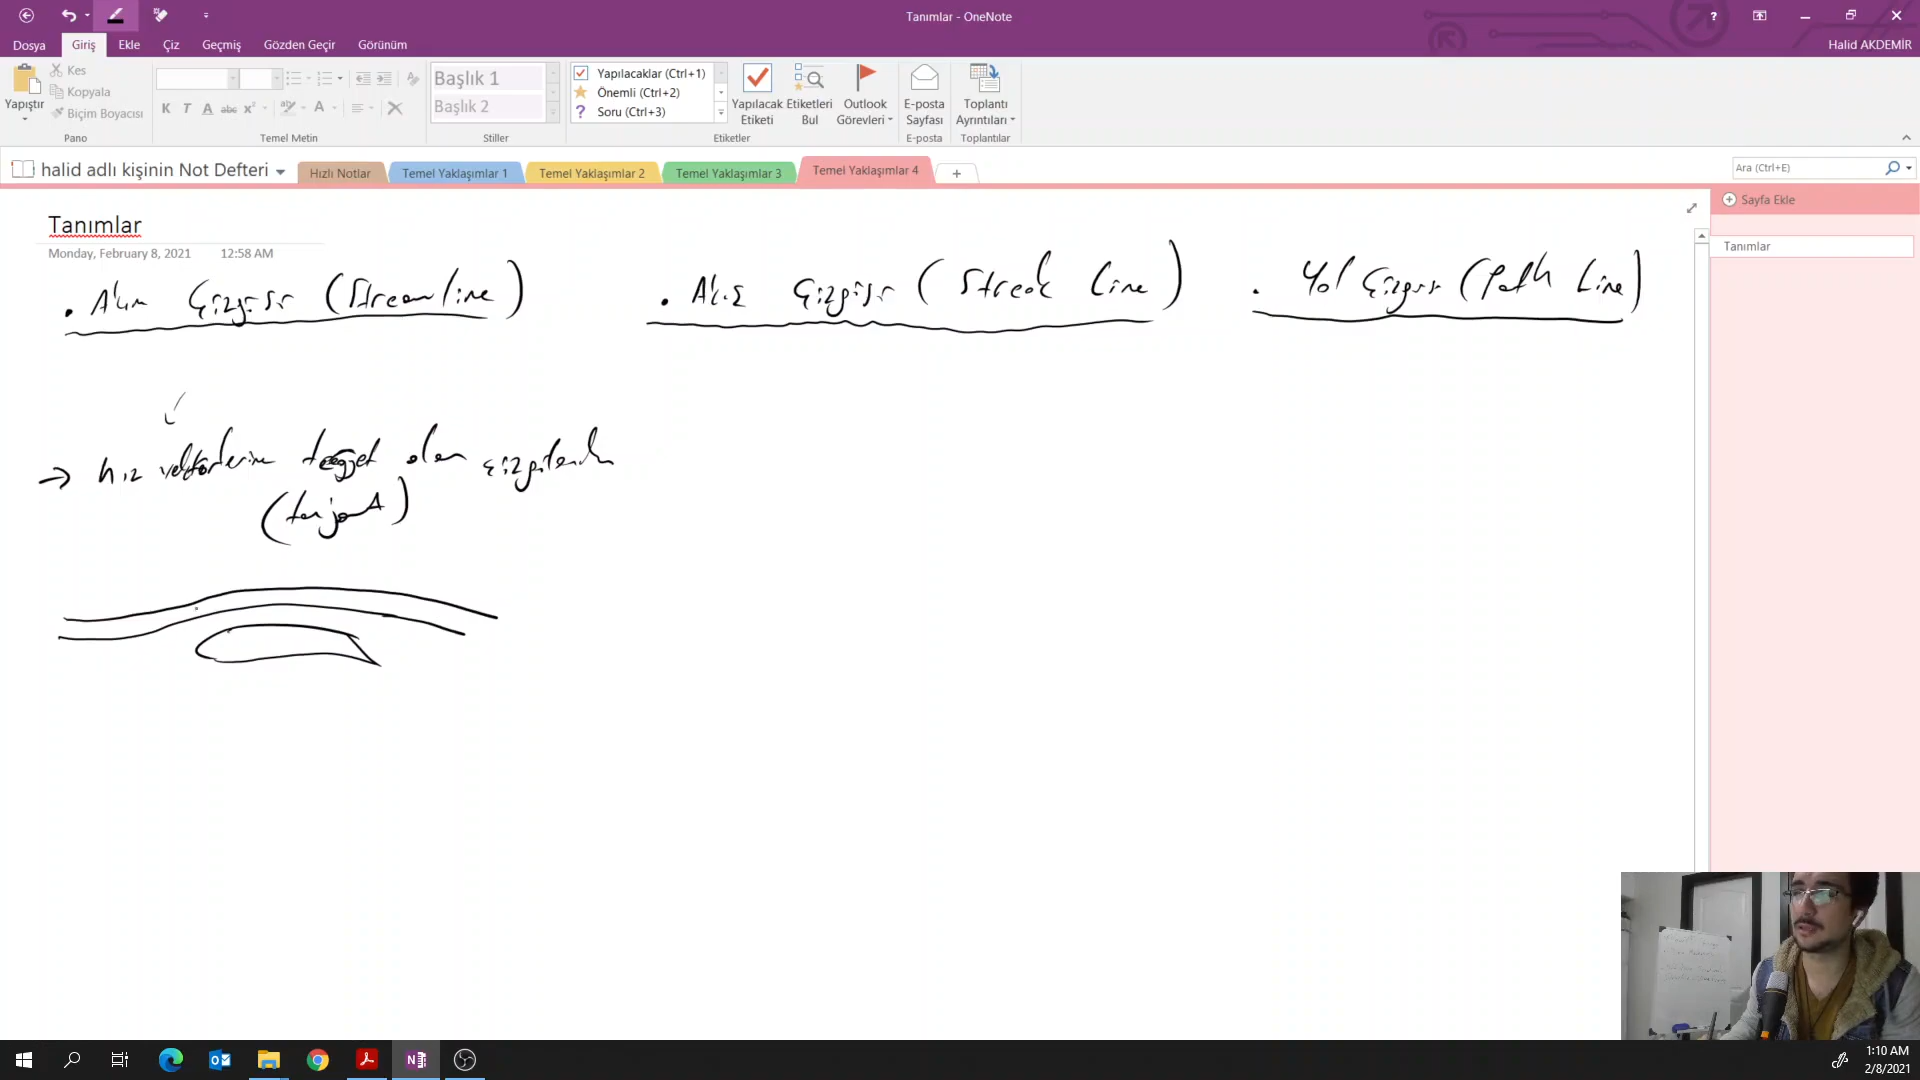 Tanımlar - OneNote
?
Dosya
Giriş
Ekle
Çiz
Geçmiş
Gözden Geçir
Görünüm
Halid AKDEMİR
Yapıştır
Kes
Kopyala
Biçim Boyacısı
Pano
K T A abc x² aby A
Temel Metin
Başlık 1
Başlık 2
Stiller
Yapılacaklar (Ctrl+1)
Önemli (Ctrl+2)
? Soru (Ctrl+3)
Yapılacak Etiketi
Etiketleri Bul
Etiketler
Outlook Görevleri
E-posta Sayfası
E-posta
Toplantı Ayrıntıları
Toplantılar
halid adlı kişinin Not Defteri
Hızlı Notlar
Temel Yaklaşımlar 1
Temel Yaklaşımlar 2
Temel Yaklaşımlar 3
Temel Yaklaşımlar 4
+
Ara (Ctrl+E)
Sayfa Ekle
Tanımlar
Tanımlar
Monday, February 8, 2021 12:58 AM
• Akım Çizgisi (Streamline)
• Akış Çizgisi (Streak Line)
• Yol Çizgisi (Path Line)
→ hız vektörlerine teğet olan çizgilerdir
(tanjant)
1:10 AM
2/8/2021